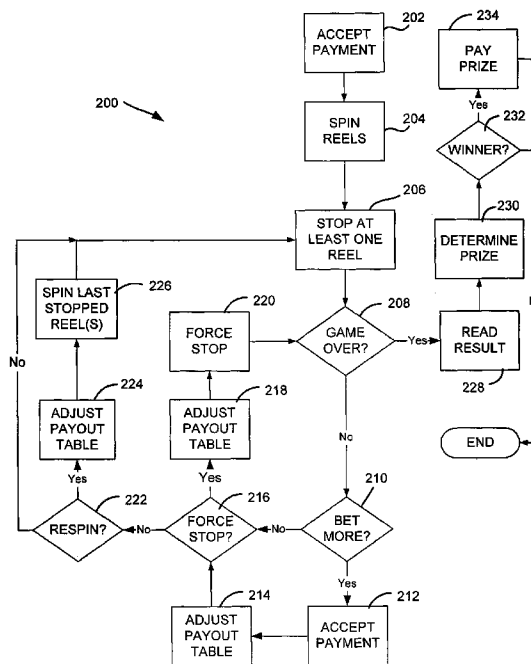 200
ACCEPT
PAYMENT
202
SPIN
REELS
204
206
STOP AT
LEAST ONE
REEL
208
GAME
OVER?
Yes
No
210
BET
MORE?
Yes
No
212
ACCEPT
PAYMENT
214
ADJUST
PAYOUT
TABLE
216
FORCE
STOP?
Yes
No
218
ADJUST
PAYOUT
TABLE
220
FORCE
STOP
222
RESPIN?
Yes
No
224
ADJUST
PAYOUT
TABLE
226
SPIN LAST
STOPPED
REEL(S)
READ
RESULT
228
230
DETERMINE
PRIZE
232
WINNER?
Yes
234
PAY
PRIZE
END